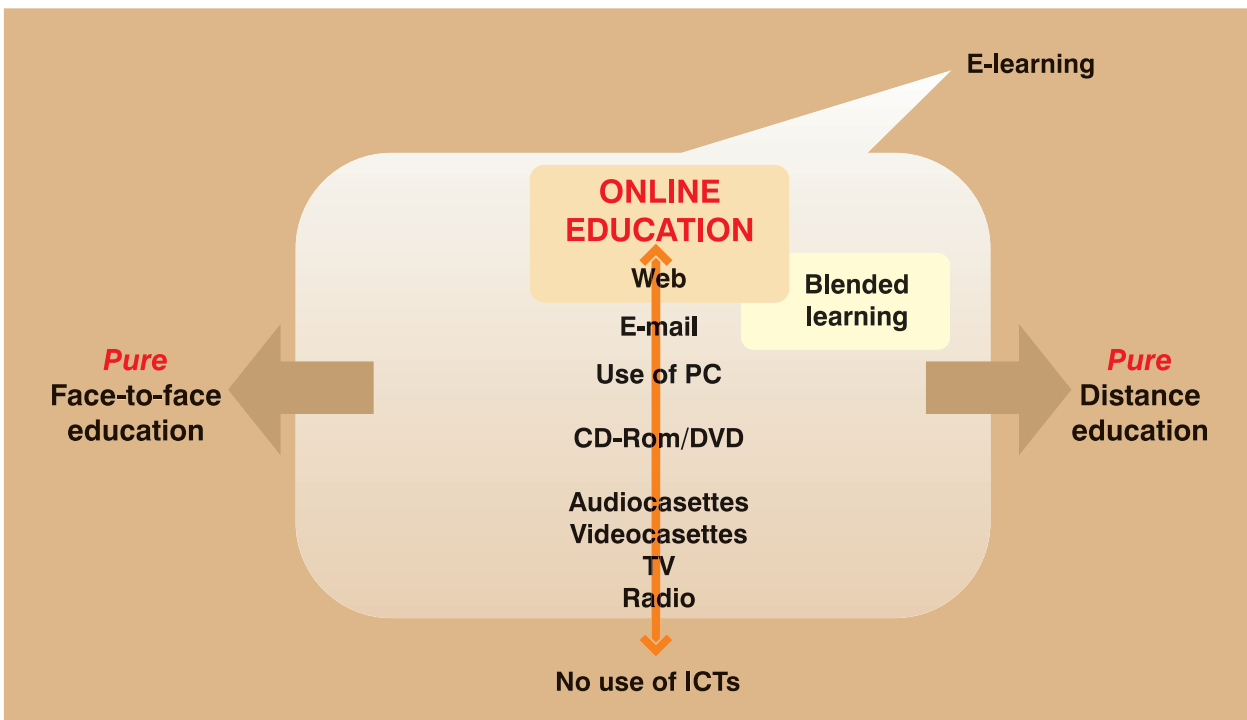 E-learning
ONLINE
EDUCATION
Web
Blended
learning
E-mail
Use of PC
Pure
Face-to-face
education
Pure
Distance
education
CD-Rom/DVD
Audiocasettes
Videocasettes
TV
Radio
No use of ICTs